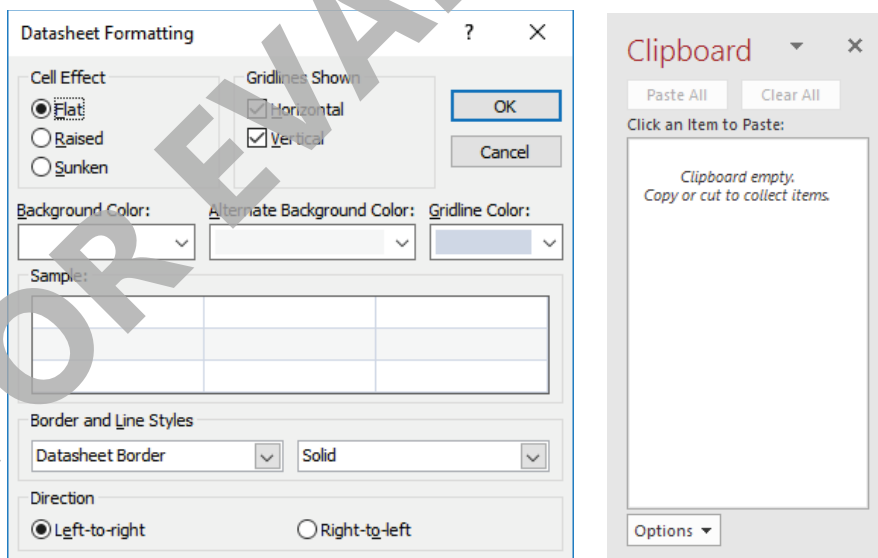 Datasheet Formatting ? ×
Cell Effect
Flat
Raised
Sunken
Gridlines Shown
Horizontal
Vertical
OK
Cancel
Background Color: Alternate Background Color: Gridline Color:
Sample:
Border and Line Styles
Datasheet Border Solid
Direction
Left-to-right Right-to-left
Clipboard
Paste All Clear All
Click an Item to Paste:
Clipboard empty.
Copy or cut to collect items.
Options